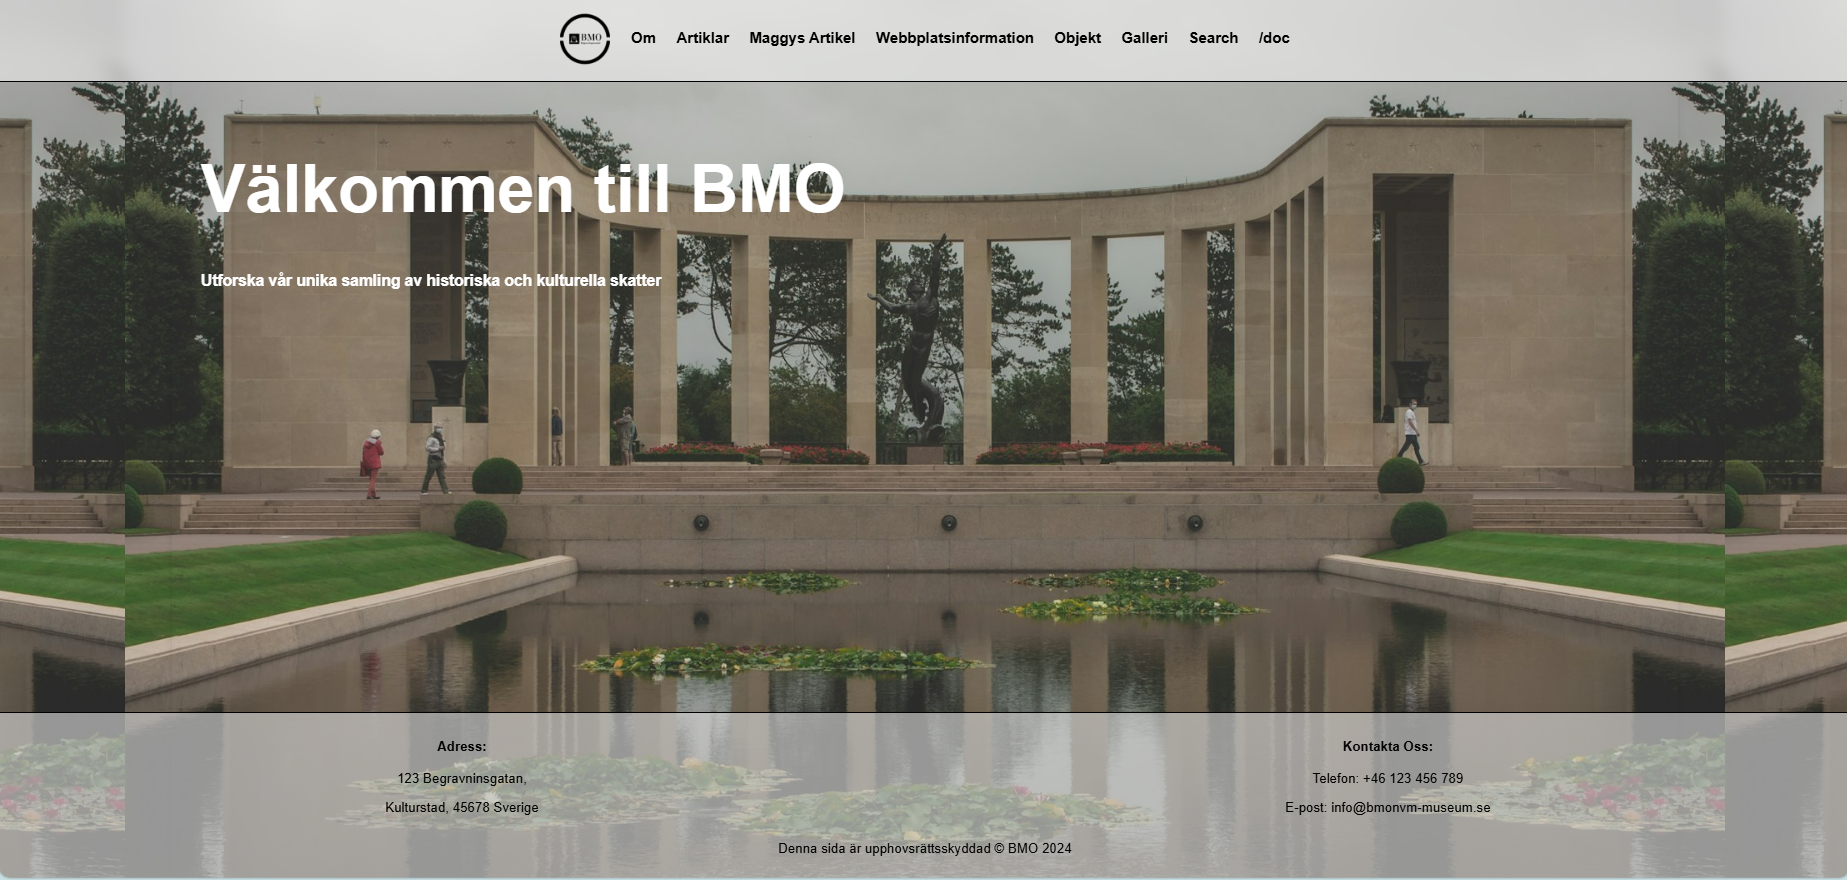 BMO
Om Artiklar Maggys Artikel Webbplatsinformation Objekt Galleri Search /doc
Välkommen till BMO
Utforska vår unika samling av historiska och kulturella skatter
Adress:
123 Begravninsgatan,
Kulturstad, 45678 Sverige
Kontakta Oss:
Telefon: +46 123 456 789
E-post: info@bmonvm-museum.se
Denna sida är upphovsrättsskyddad © BMO 2024